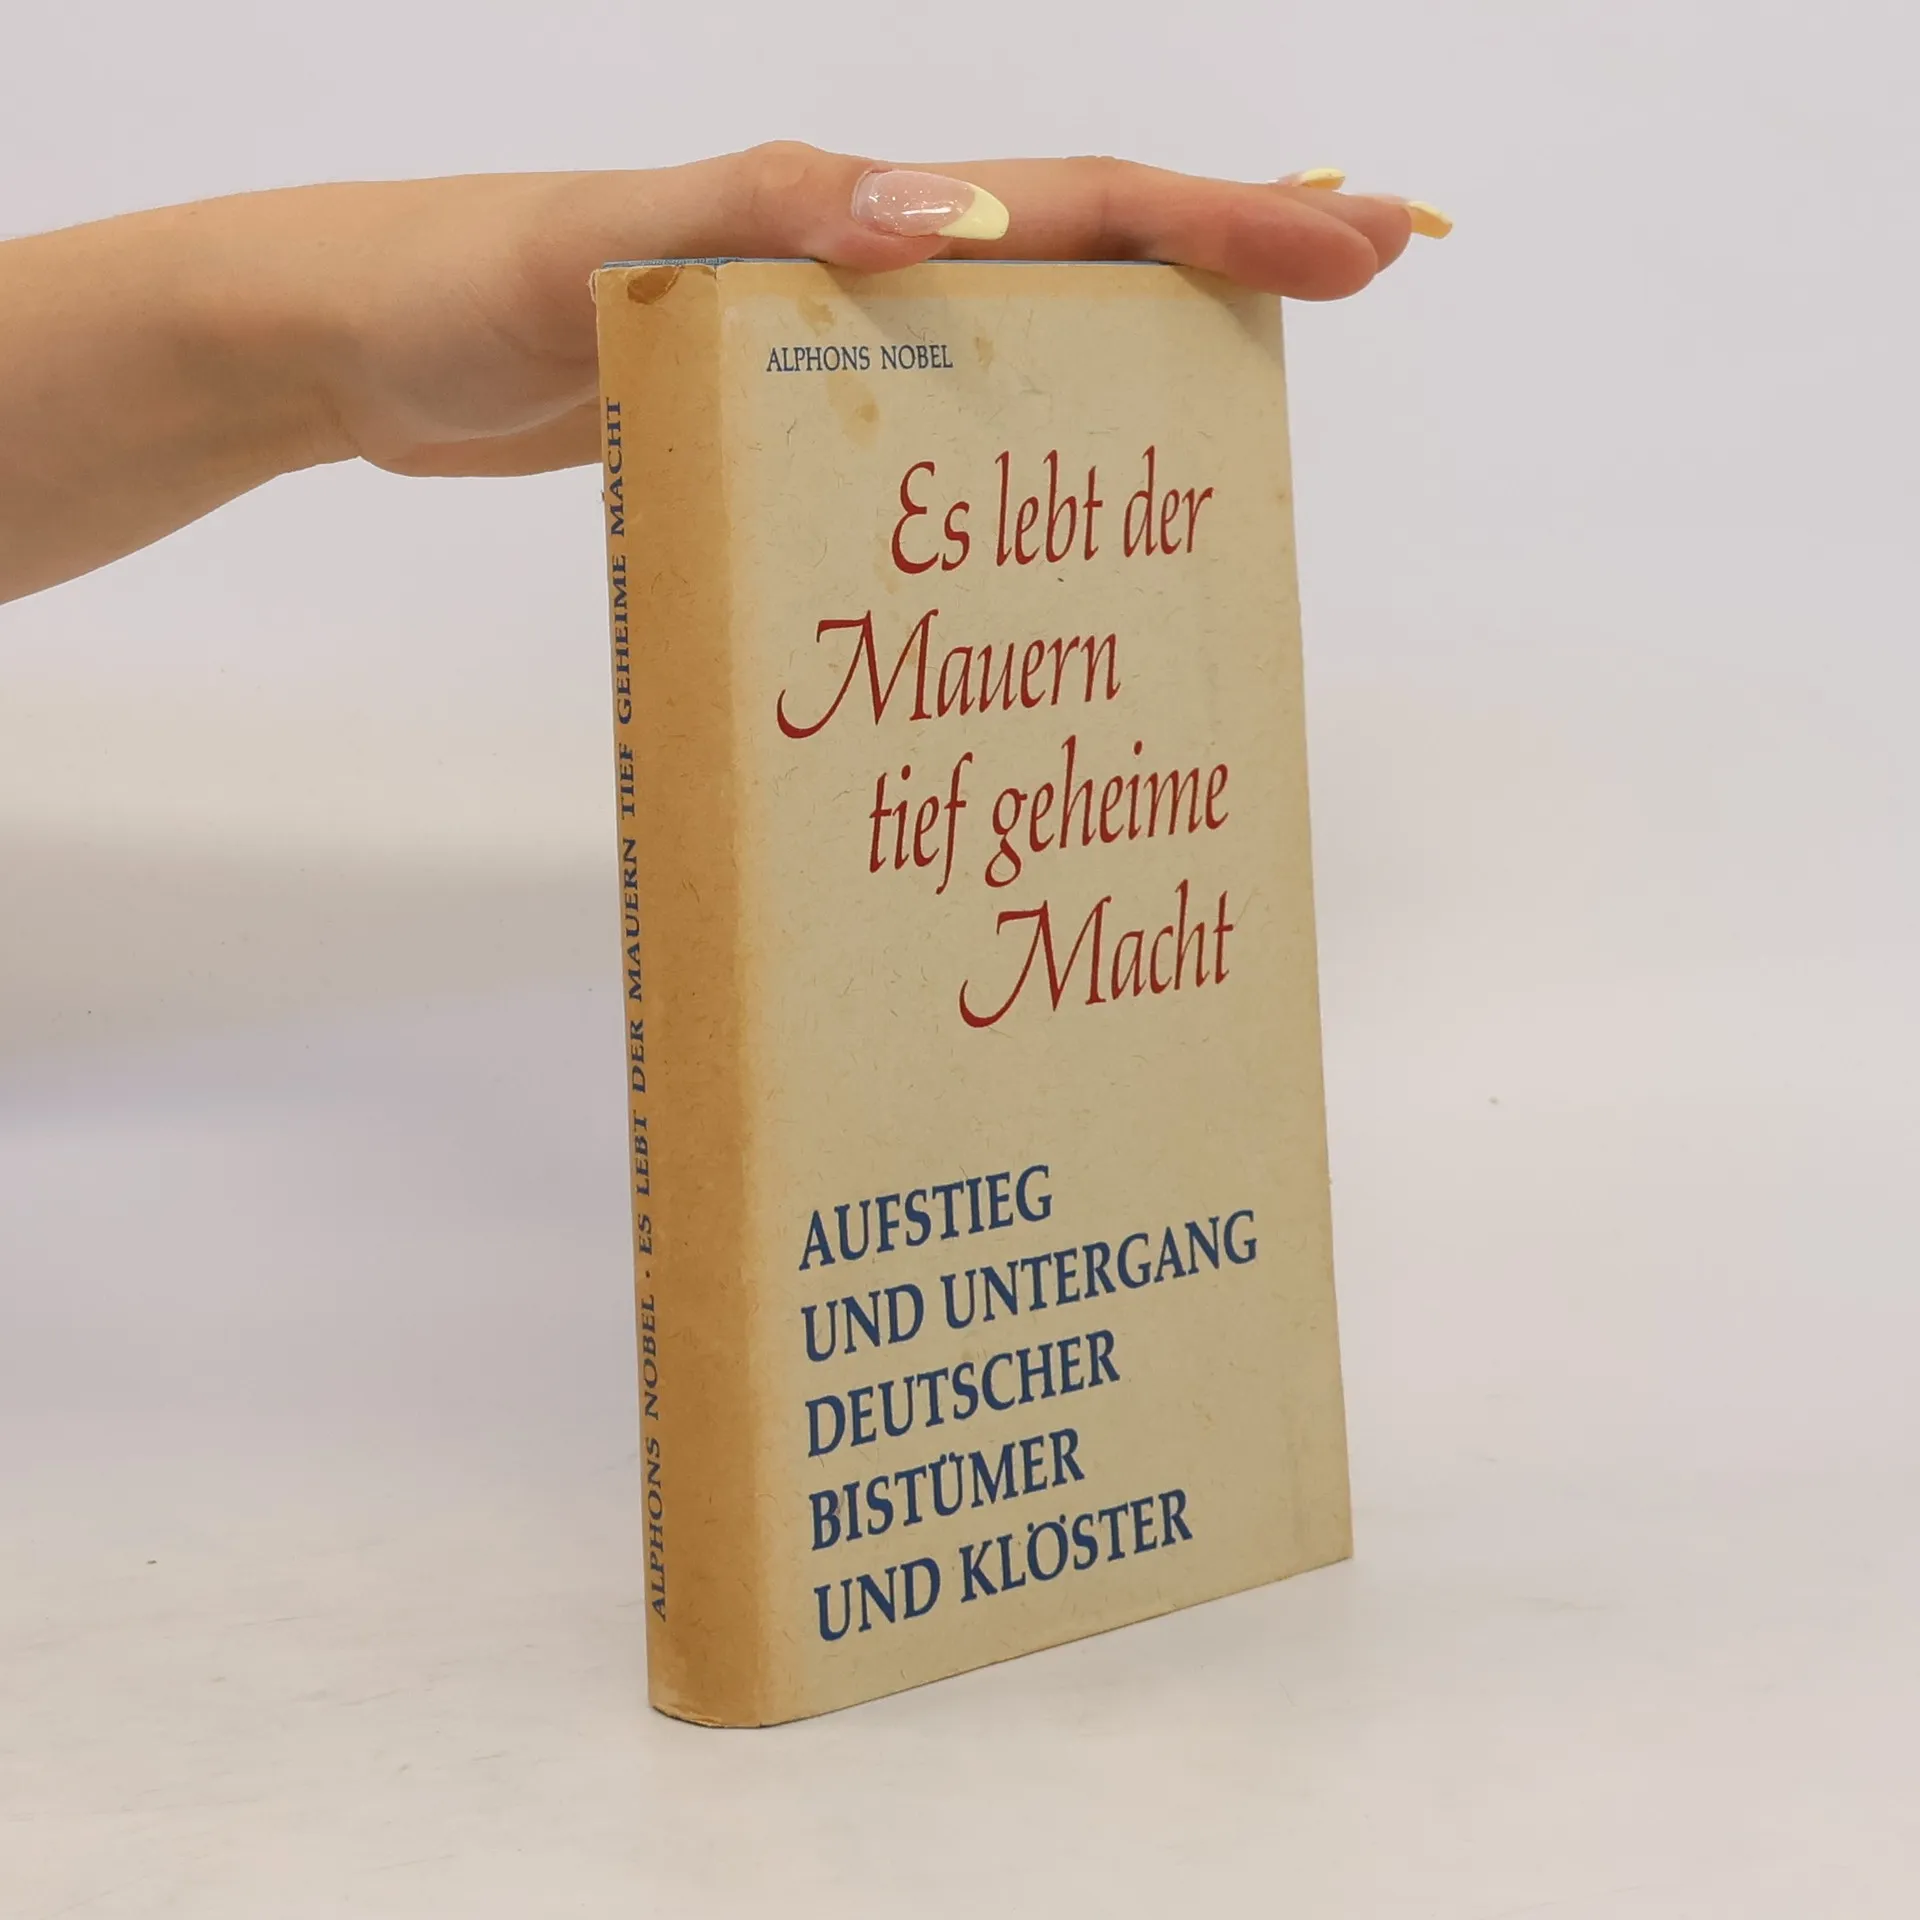 ALPHONS NOBEL
Es lebt der
Mauern
tief geheime
Macht
AUFSTIEG
UND UNTERGANG
DEUTSCHER
BISTÜMER
UND KLÖSTER
ALPHONS NOBEL · ES LEBT DER MAUERN TIEF GEHEIME MACHT